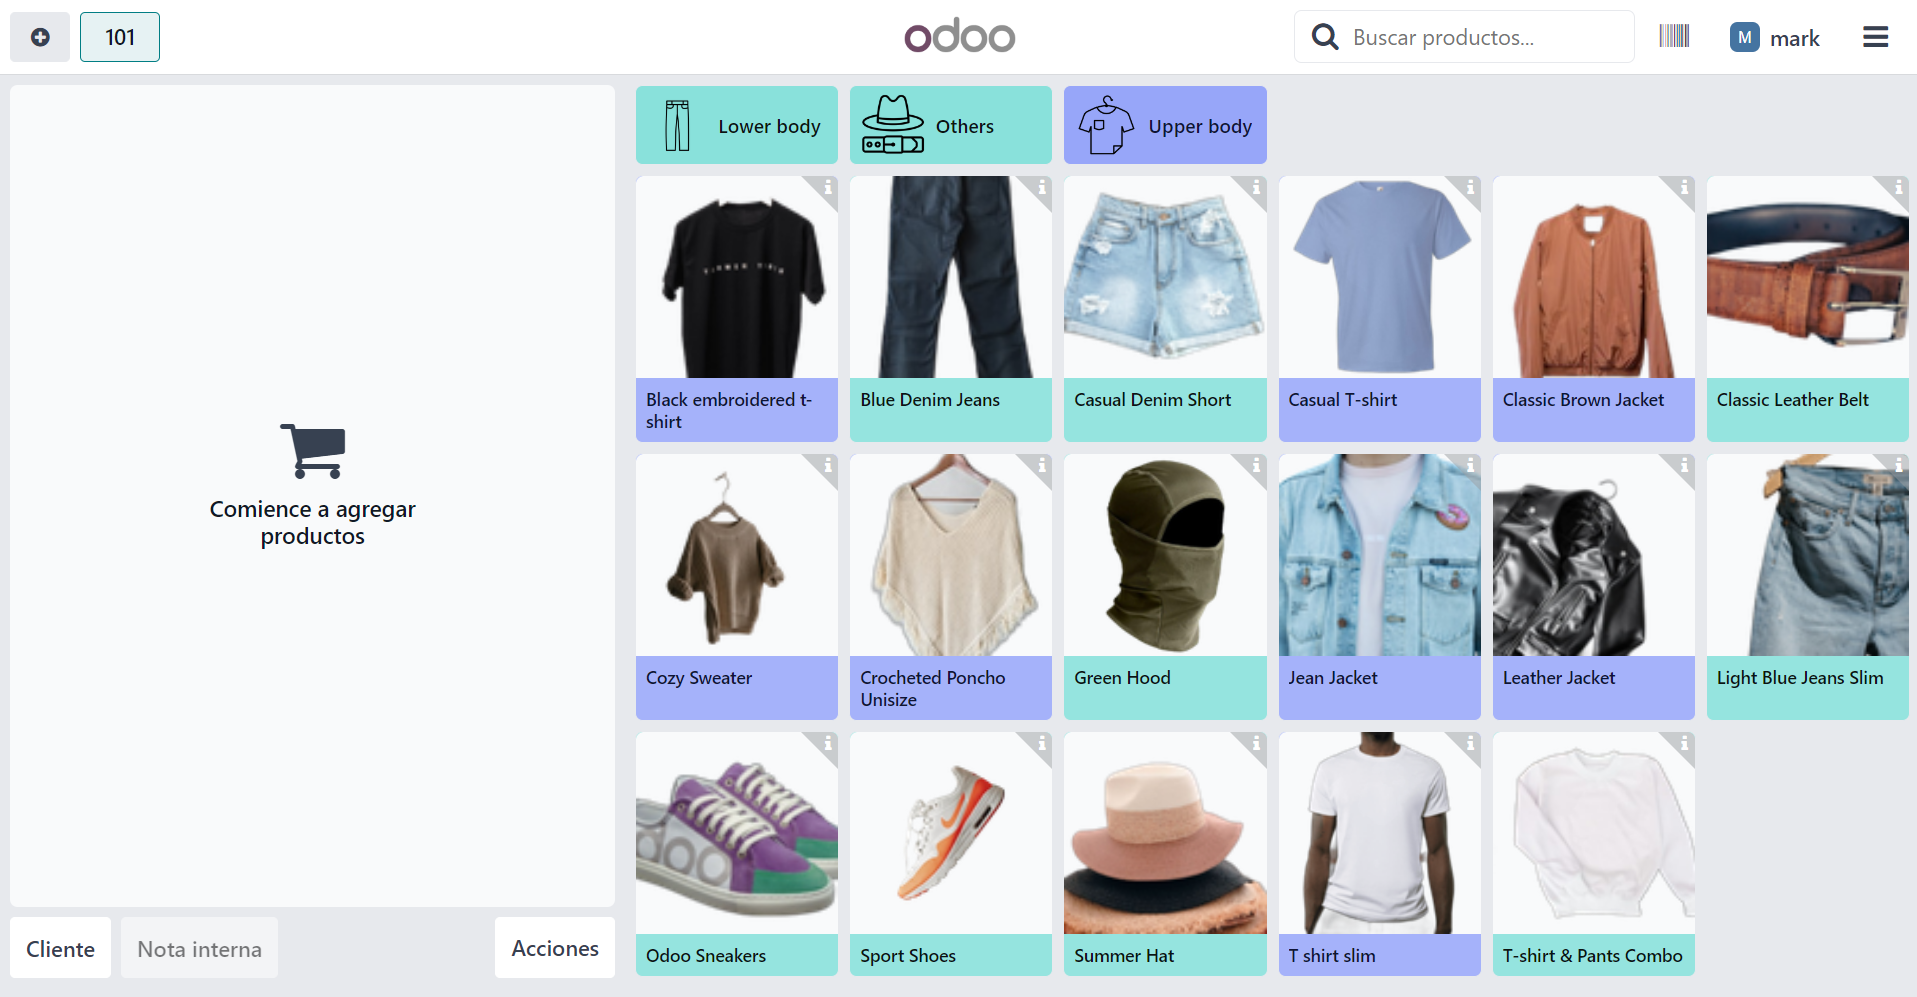 101
odoo
Buscar productos...
M
mark
Comience a agregar
productos
Cliente
Nota interna
Acciones
Lower body
Others
Upper body
Black embroidered t-
shirt
Blue Denim Jeans
Casual Denim Short
Casual T-shirt
Classic Brown Jacket
Classic Leather Belt
Cozy Sweater
Crocheted Poncho
Unisize
Green Hood
Jean Jacket
Leather Jacket
Light Blue Jeans Slim
Odoo Sneakers
Sport Shoes
Summer Hat
T shirt slim
T-shirt & Pants Combo